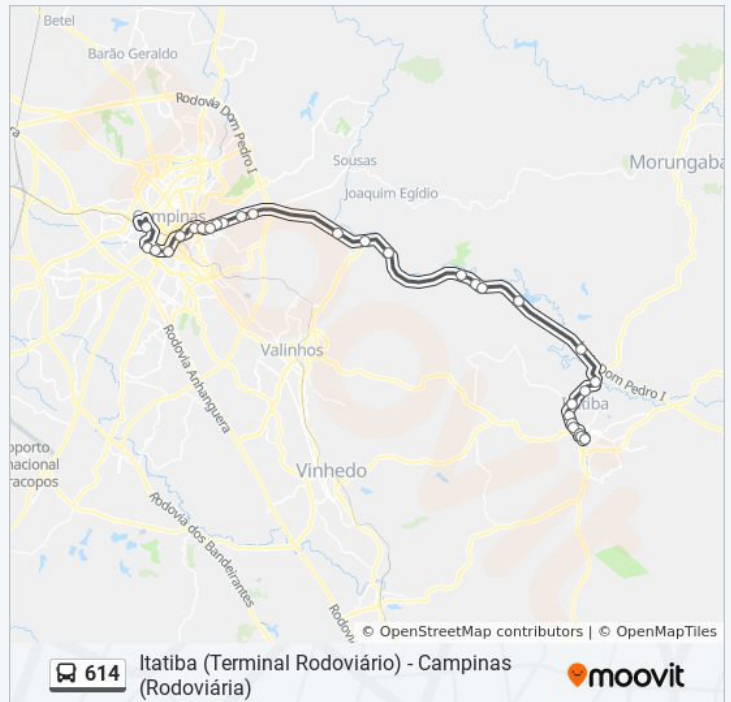 Betel
Barão Geraldo
Rodovia Dom Pedro I
Sousas
Morungaba
Joaquim Egídio
Campinas
Valinhos
Dom Pedro I
Itatiba
Rodovia Anhanguera
oporto
nacional
racopos
Vinhedo
Rodovia dos Bandeirantes
Rodovi
© OpenStreetMap contributors | © OpenMapTiles
614
Itatiba (Terminal Rodoviário) - Campinas
(Rodoviária)
moovit